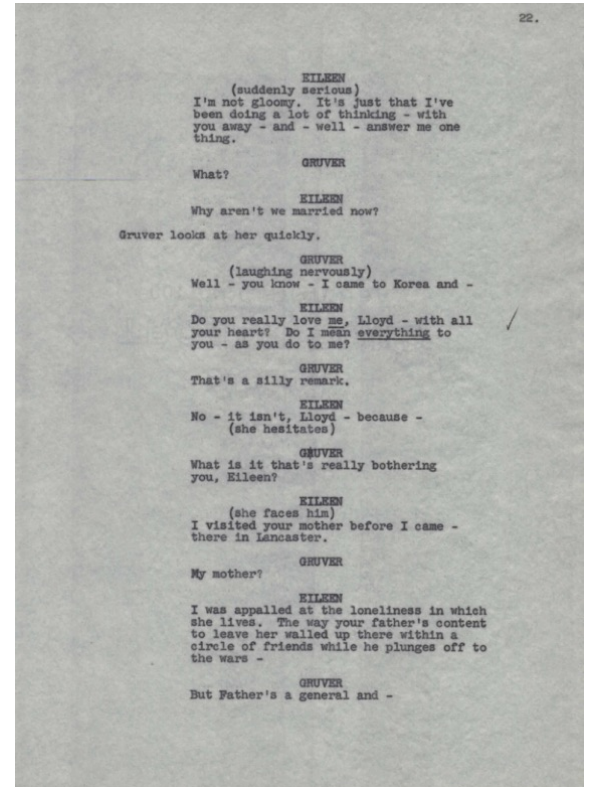 22.
EILEEN
(suddenly serious)
I'm not gloomy. It's just that I've
been doing a lot of thinking - with
you away - and - well - answer me one
thing.
GRUVER
What?
EILEEN
Why aren't we married now?
Gruver looks at her quickly.
GRUVER
(laughing nervously)
Well - you know - I came to Korea and -
EILEEN
Do you really love me, Lloyd - with all
your heart? Do I mean everything to
you - as you do to me?
GRUVER
That's a silly remark.
EILEEN
No - it isn't, Lloyd - because -
(she hesitates)
GRUVER
What is it that's really bothering
you, Eileen?
EILEEN
(she faces him)
I visited your mother before I came -
there in Lancaster.
GRUVER
My mother?
EILEEN
I was appalled at the loneliness in which
she lives. The way your father's content
to leave her walled up there within a
circle of friends while he plunges off to
the wars -
GRUVER
But Father's a general and -